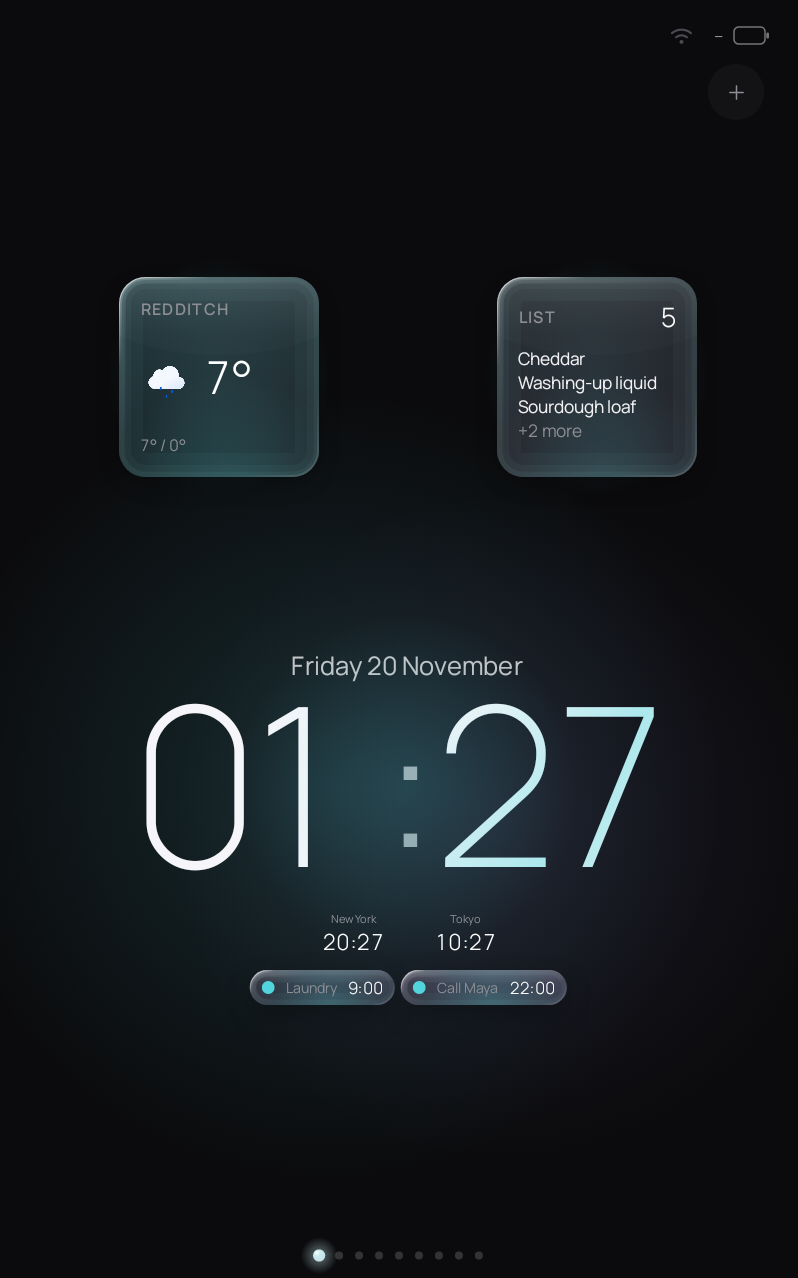 –
+
REDDITCH
7°
7° / 0°
LIST 5
Cheddar
Washing-up liquid
Sourdough loaf
+2 more
Friday 20 November
01:27
New York
20:27
Tokyo
10:27
Laundry 9:00
Call Maya 22:00